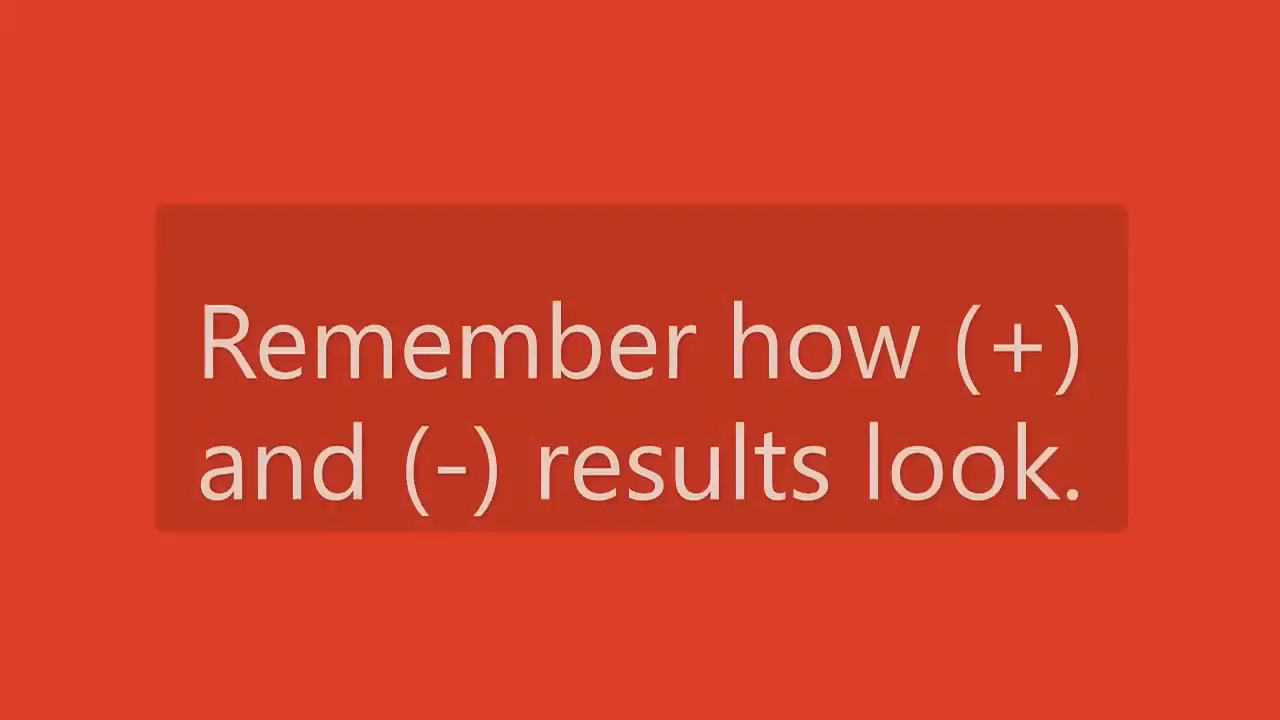 Remember how (+)
and (-) results look.